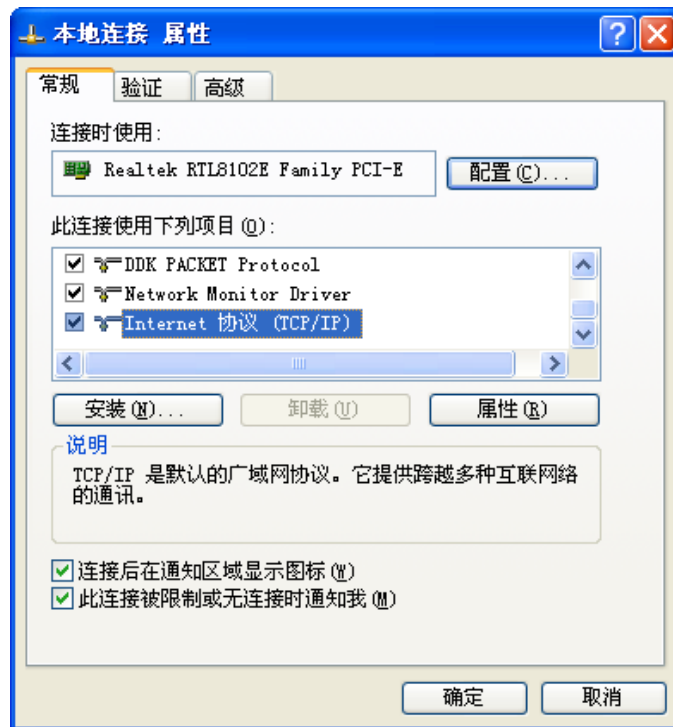 本地连接 属性
常规 验证 高级
连接时使用:
Realtek RTL8102E Family PCI-E 配置(C)...
此连接使用下列项目(O):
DDK PACKET Protocol
Network Monitor Driver
Internet 协议 (TCP/IP)
安装(N)... 卸载(U) 属性(R)
说明
TCP/IP 是默认的广域网协议。它提供跨越多种互联网络
的通讯。
连接后在通知区域显示图标(W)
此连接被限制或无连接时通知我(M)
确定 取消